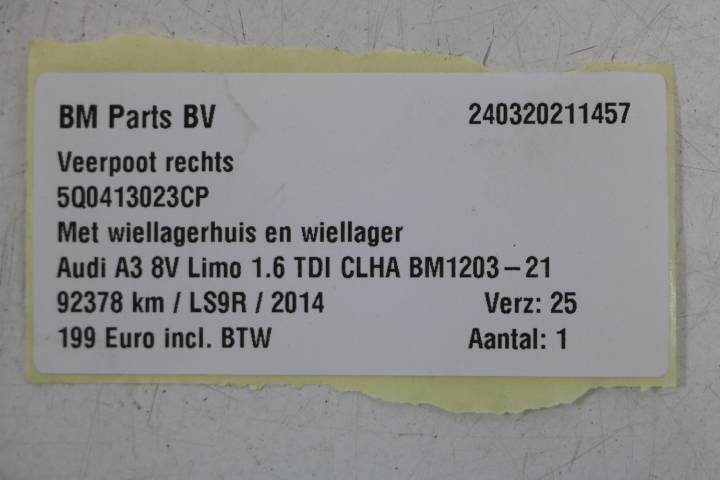 BM Parts BV 240320211457
Veerpoot rechts
5Q0413023CP
Met wiellagerhuis en wiellager
Audi A3 8V Limo 1.6 TDI CLHA BM1203-21
92378 km / LS9R / 2014 Verz: 25
199 Euro incl. BTW Aantal: 1